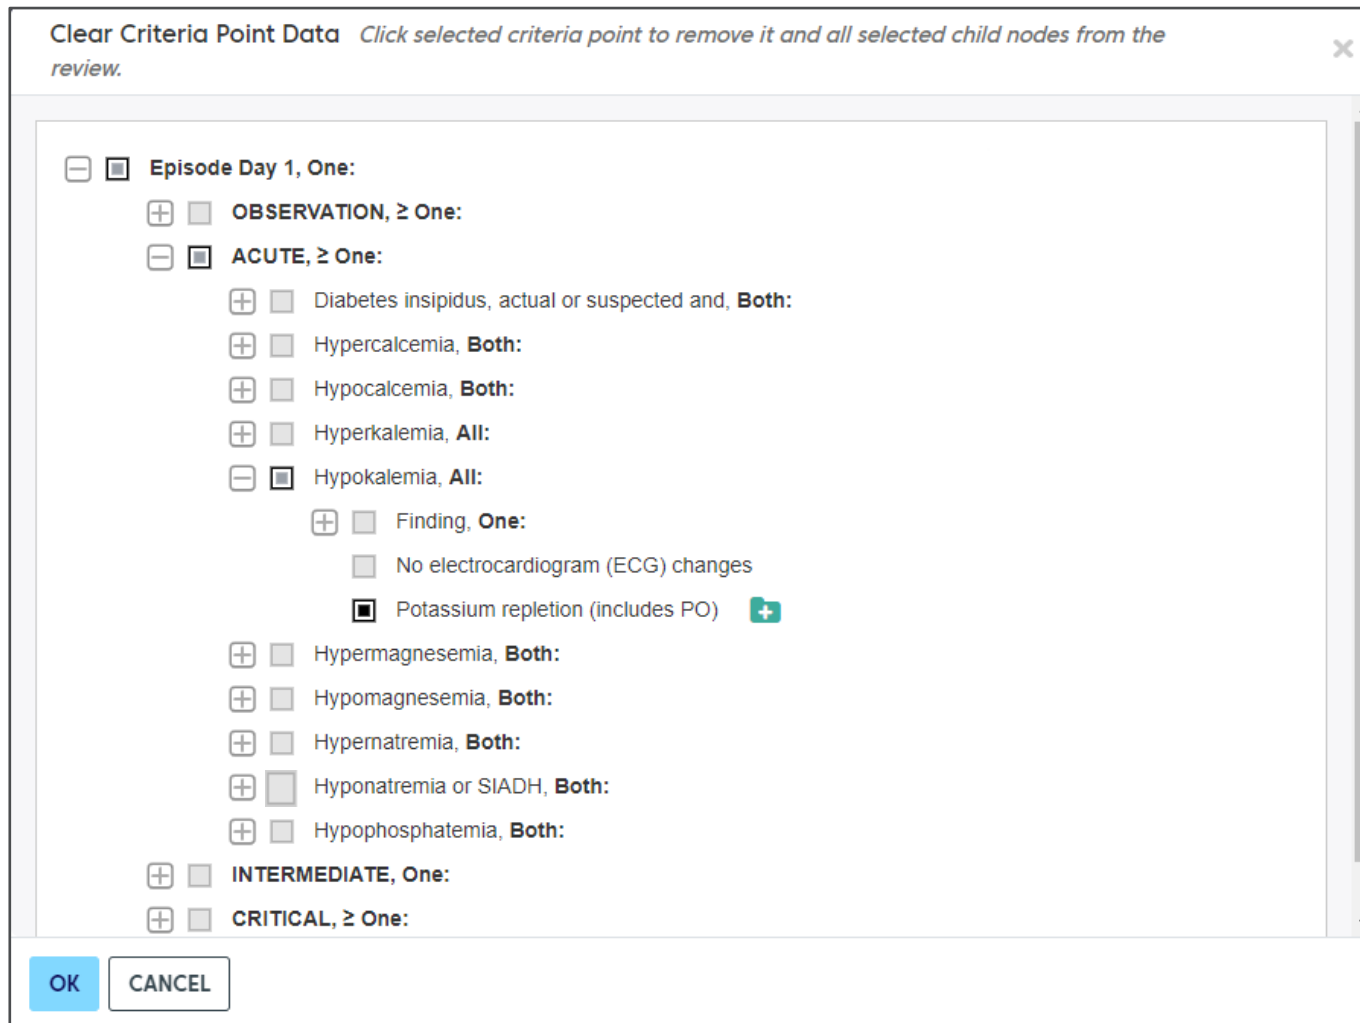 Clear Criteria Point Data Click selected criteria point to remove it and all selected child nodes from the
review.
Episode Day 1, One:
OBSERVATION, ≥ One:
ACUTE, ≥ One:
Diabetes insipidus, actual or suspected and, Both:
Hypercalcemia, Both:
Hypocalcemia, Both:
Hyperkalemia, All:
Hypokalemia, All:
Finding, One:
No electrocardiogram (ECG) changes
Potassium repletion (includes PO)
Hypermagnesemia, Both:
Hypomagnesemia, Both:
Hypernatremia, Both:
Hyponatremia or SIADH, Both:
Hypophosphatemia, Both:
INTERMEDIATE, One:
CRITICAL, ≥ One:
OK CANCEL